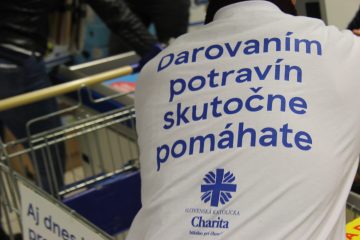 Darovaním
potravín
skutočne
pomáhate
SLOVENSKÁ KATOLÍCKA
Charita
Aj dnes